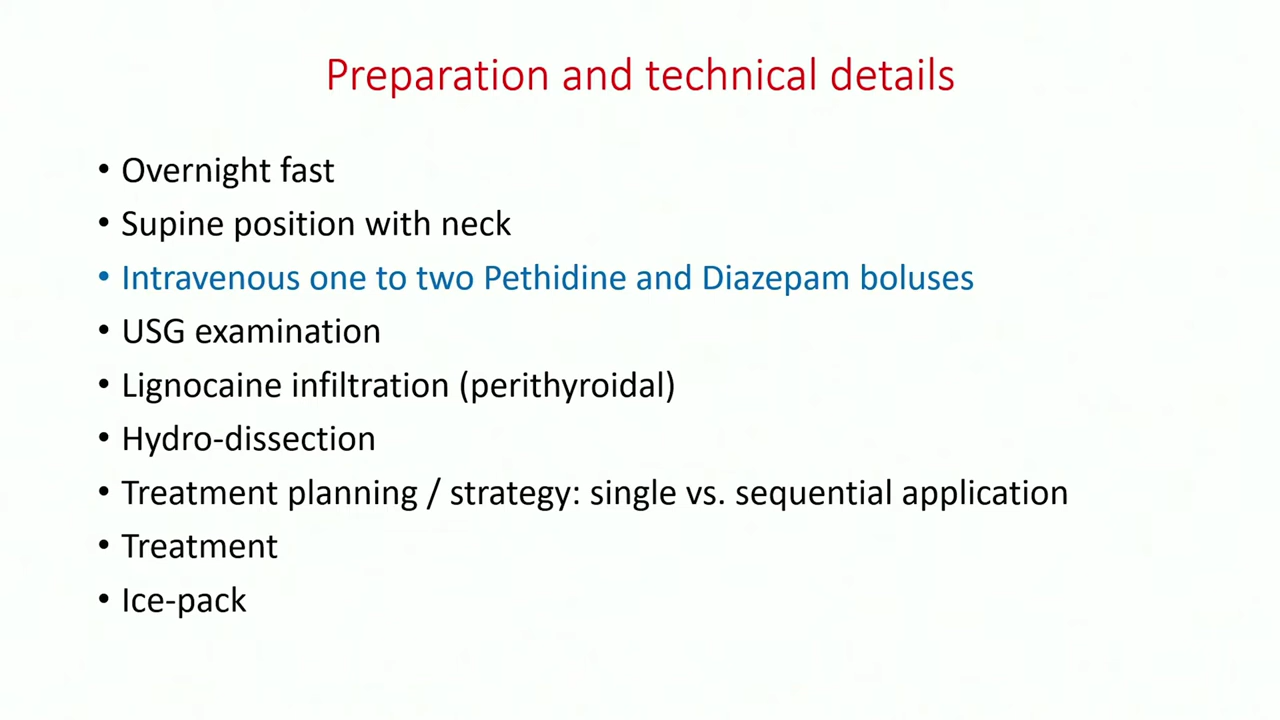 Preparation and technical details
• Overnight fast
• Supine position with neck
• Intravenous one to two Pethidine and Diazepam boluses
• USG examination
• Lignocaine infiltration (perithyroidal)
• Hydro-dissection
• Treatment planning / strategy: single vs. sequential application
• Treatment
• Ice-pack